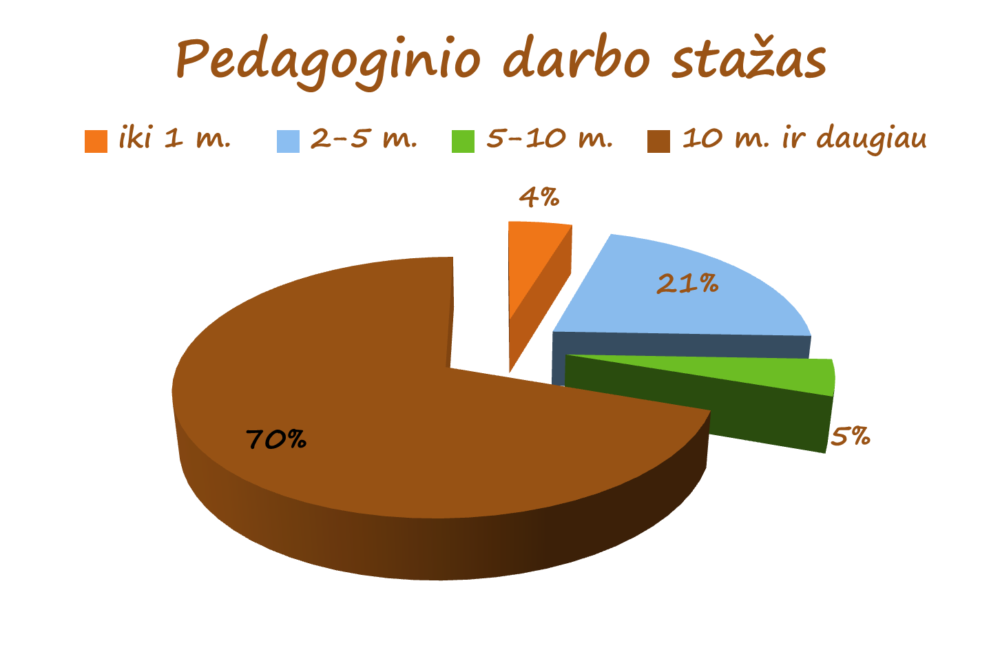 Pedagoginio darbo stažas
iki 1 m. 2-5 m. 5-10 m. 10 m. ir daugiau
4%
21%
5%
70%